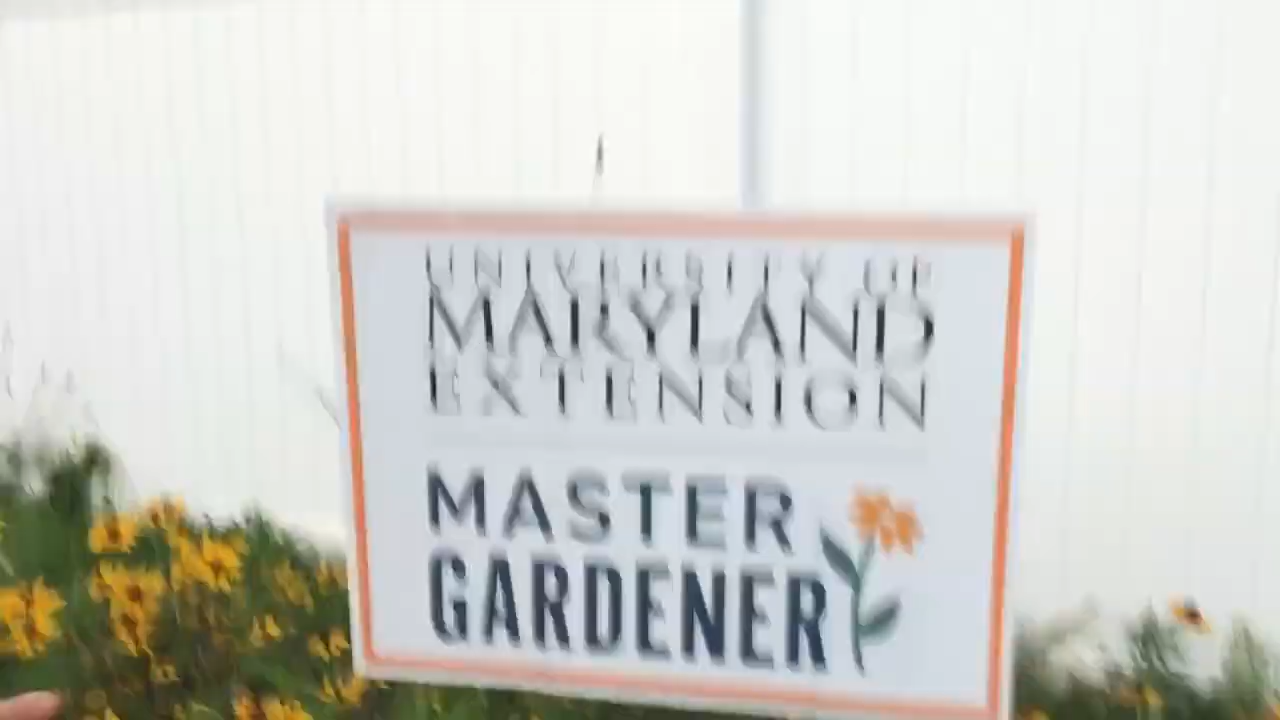 UNIVERSITY OF
MARYLAND
EXTENSION
MASTER
GARDENER